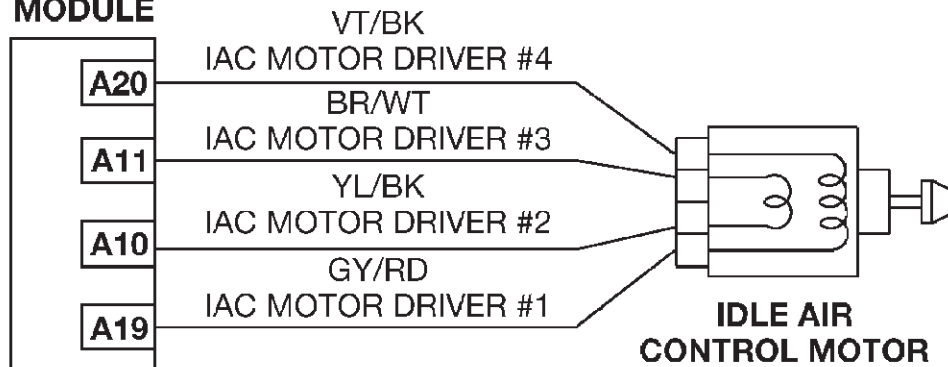 MODULE
VT/BK
A20
IAC MOTOR DRIVER #4
BR/WT
A11
IAC MOTOR DRIVER #3
YL/BK
A10
IAC MOTOR DRIVER #2
GY/RD
A19
IAC MOTOR DRIVER #1
IDLE AIR
CONTROL MOTOR